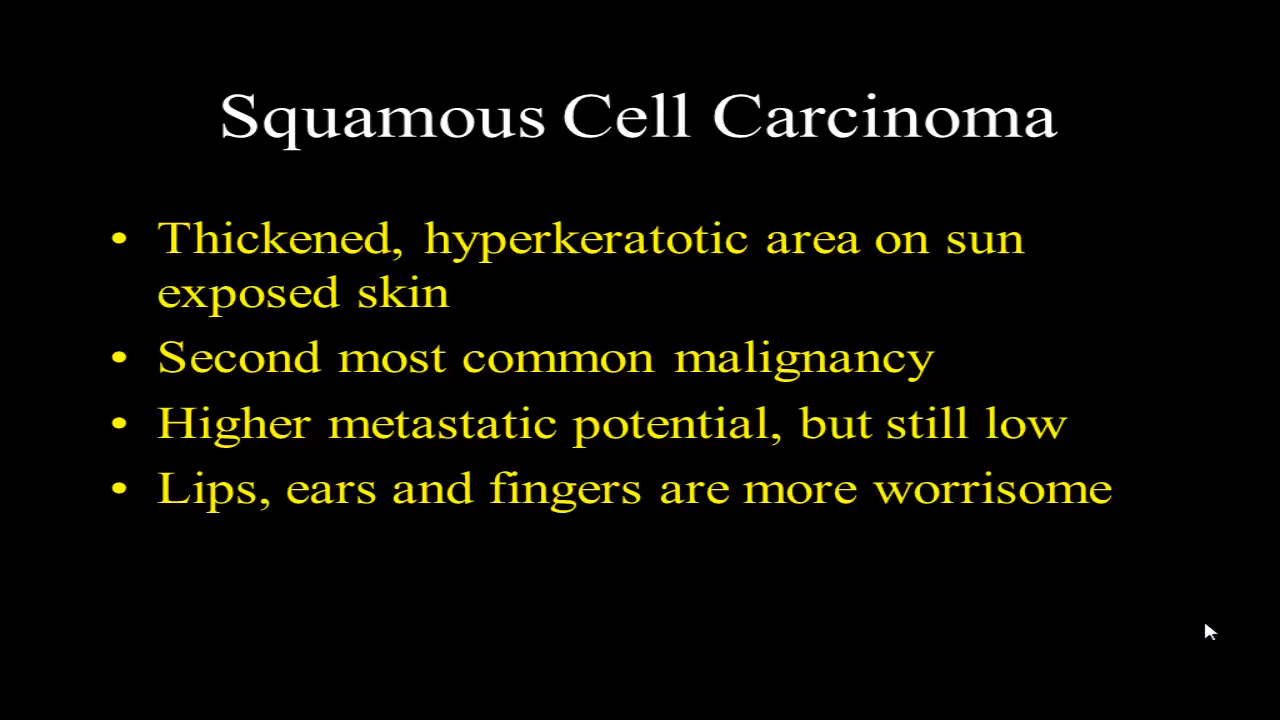 Squamous Cell Carcinoma
• Thickened, hyperkeratotic area on sun
exposed skin
• Second most common malignancy
• Higher metastatic potential, but still low
• Lips, ears and fingers are more worrisome